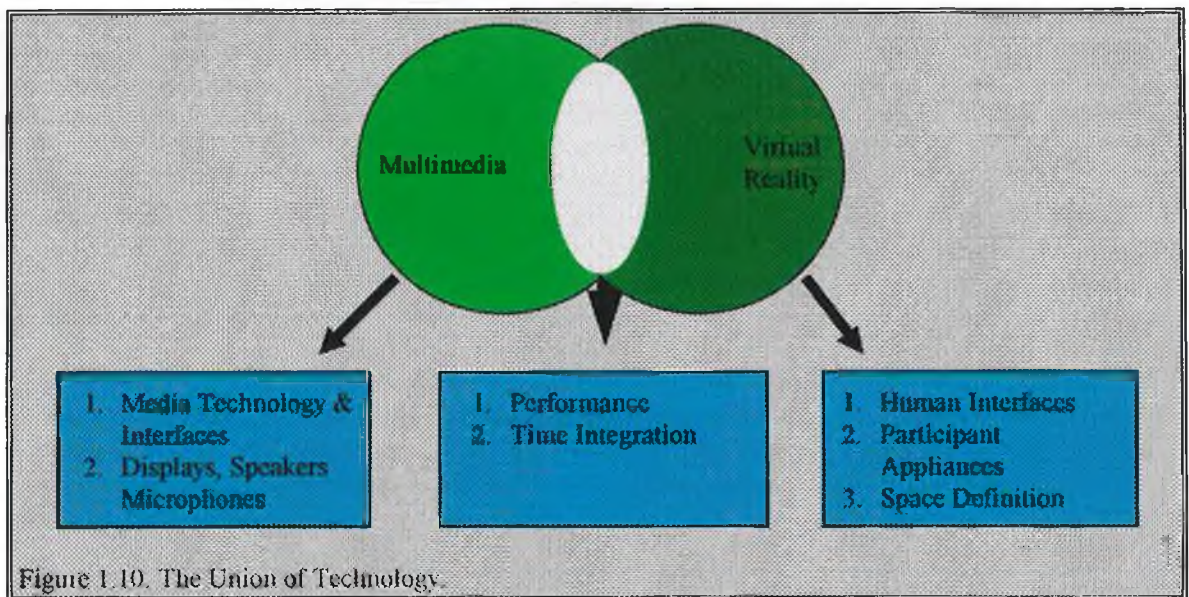 Multimedia
Virtual
Reality
1. Media Technology &
Interfaces
2. Displays, Speakers
Microphones
1. Performance
2. Time Integration
1. Human Interfaces
2. Participant
Appliances
3. Space Definition
Figure 1.10. The Union of Technology.